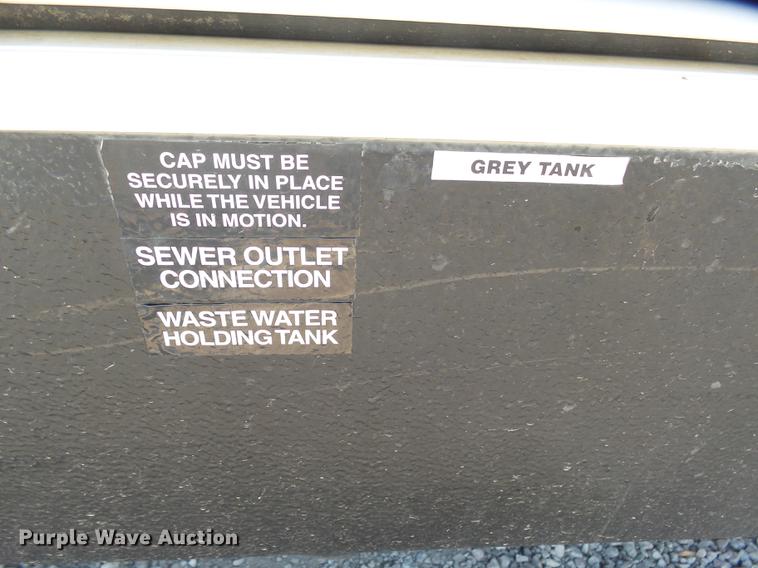 CAP MUST BE
SECURELY IN PLACE
WHILE THE VEHICLE
IS IN MOTION.
SEWER OUTLET
CONNECTION
WASTE WATER
HOLDING TANK
GREY TANK
Purple Wave Auction